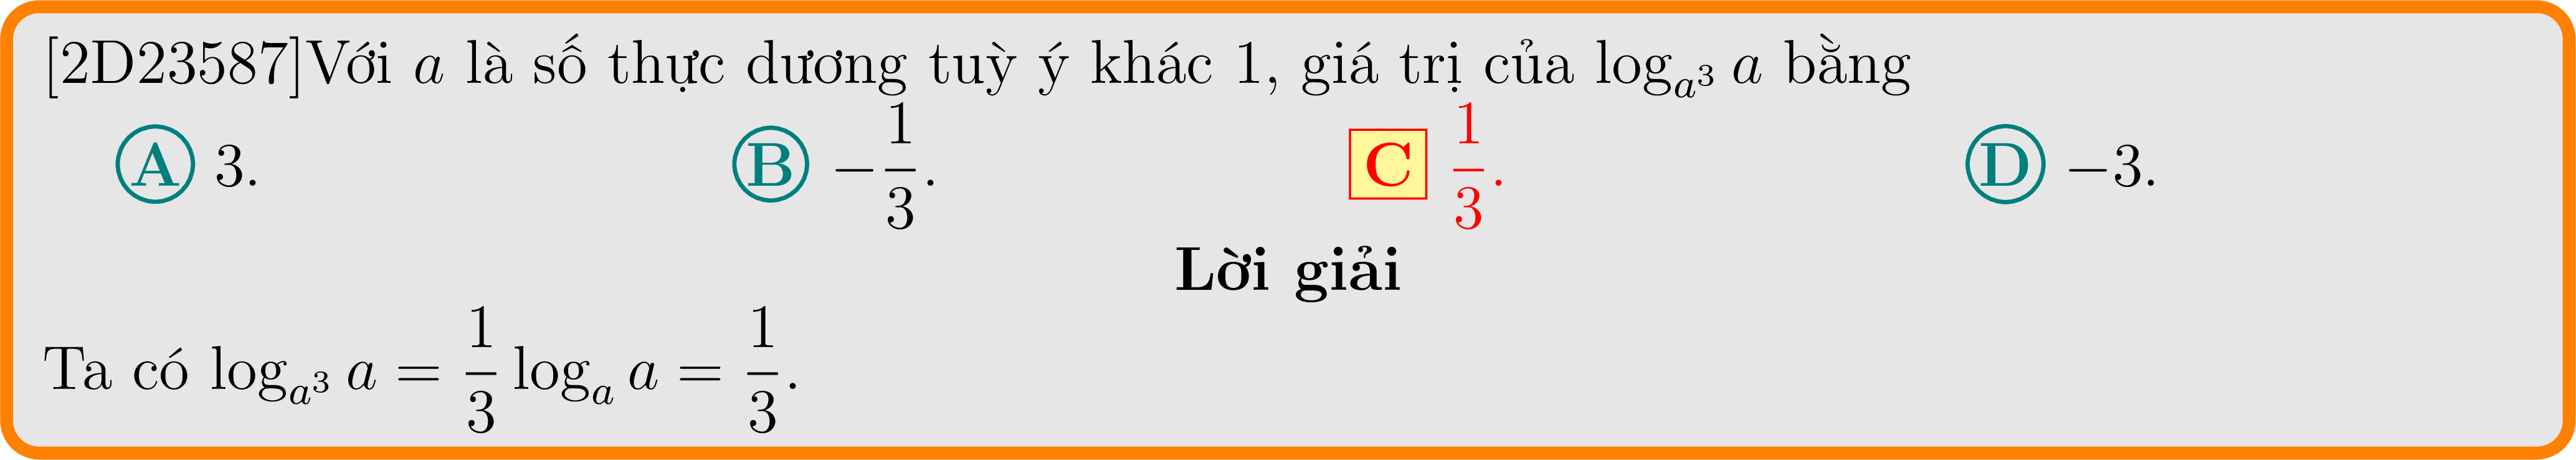 [2D23587]Với a là số thực dương tuỳ ý khác 1, giá trị của log_{a^3} a bằng
A 3. B −\frac{1}{3}. C \frac{1}{3}. D −3.
Lời giải
Ta có log_{a^3} a = \frac{1}{3} log_a a = \frac{1}{3}.